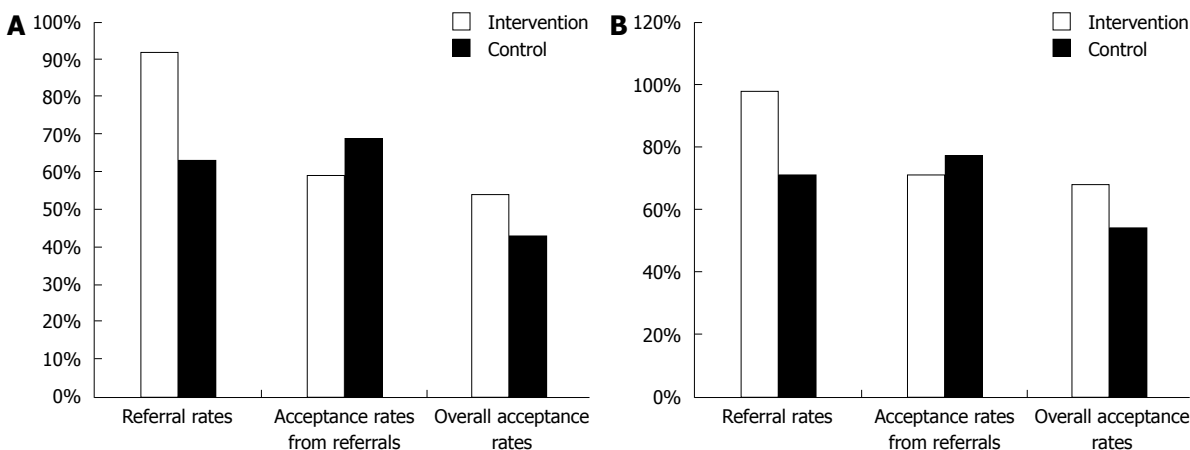 A
100%
90%
80%
70%
60%
50%
40%
30%
20%
10%
0%
Intervention
Control
Referral rates
Acceptance rates
from referrals
Overall acceptance
rates
B
120%
100%
80%
60%
40%
20%
0%
Intervention
Control
Referral rates
Acceptance rates
from referrals
Overall acceptance
rates